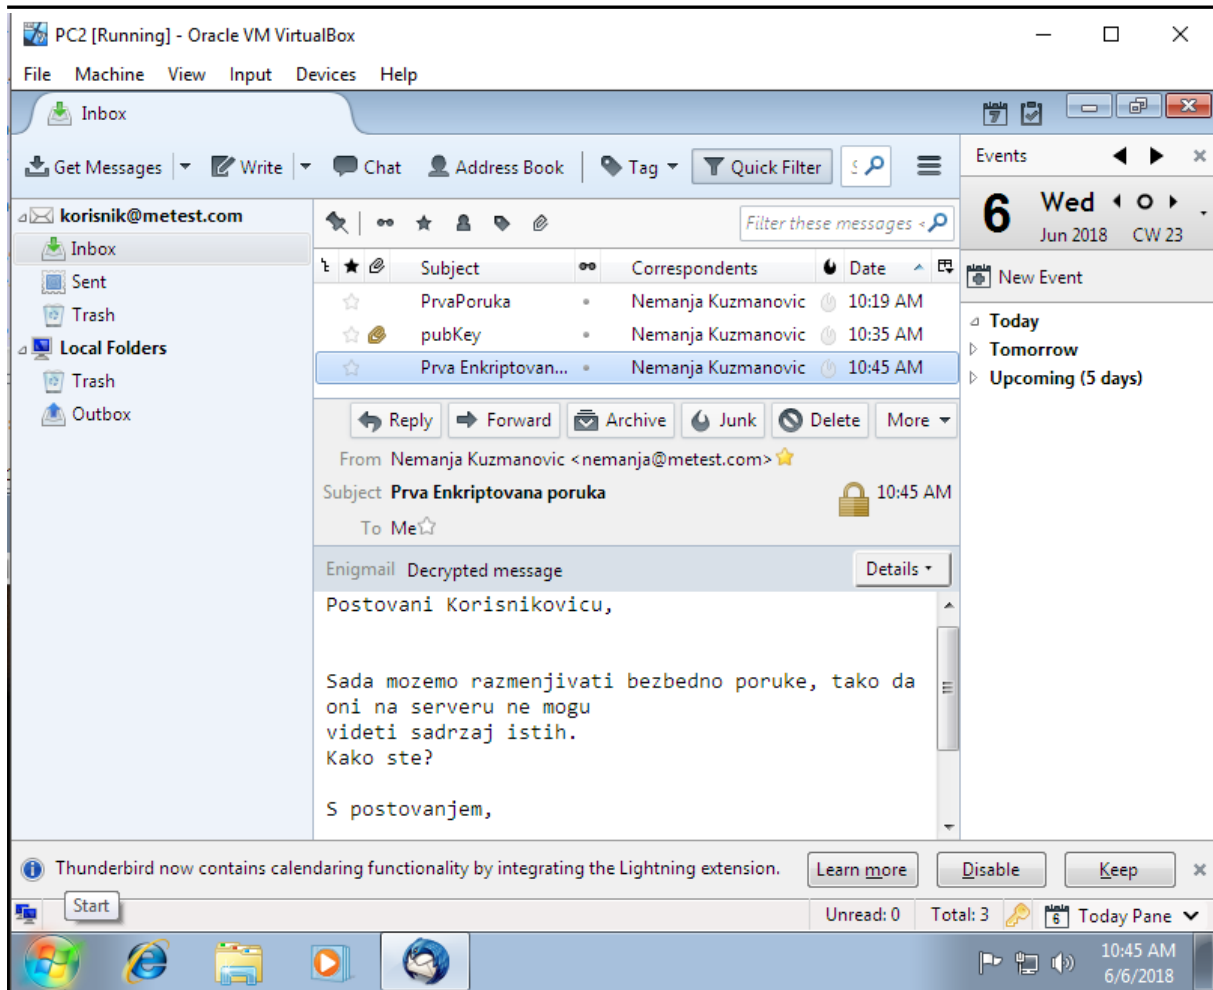 PC2 [Running] - Oracle VM VirtualBox
File Machine View Input Devices Help
Inbox
7
Get Messages Write Chat Address Book Tag Quick Filter
Events
korisnik@metest.com
Inbox
Sent
Trash
Local Folders
Trash
Outbox
Filter these messages <
Subject Correspondents Date
PrvaPoruka Nemanja Kuzmanovic 10:19 AM
pubKey Nemanja Kuzmanovic 10:35 AM
Prva Enkriptovan... Nemanja Kuzmanovic 10:45 AM
Reply Forward Archive Junk Delete More
From Nemanja Kuzmanovic <nemanja@metest.com>
Subject Prva Enkriptovana poruka 10:45 AM
To Me
Enigmail Decrypted message Details
Postovani Korisnikovicu,
Sada mozemo razmenjivati bezbedno poruke, tako da
oni na serveru ne mogu
videti sadrzaj istih.
Kako ste?
S postovanjem,
6 Wed
Jun 2018 CW 23
New Event
Today
Tomorrow
Upcoming (5 days)
Thunderbird now contains calendaring functionality by integrating the Lightning extension. Learn more Disable Keep
Start
Unread: 0 Total: 3 6 Today Pane
10:45 AM
6/6/2018